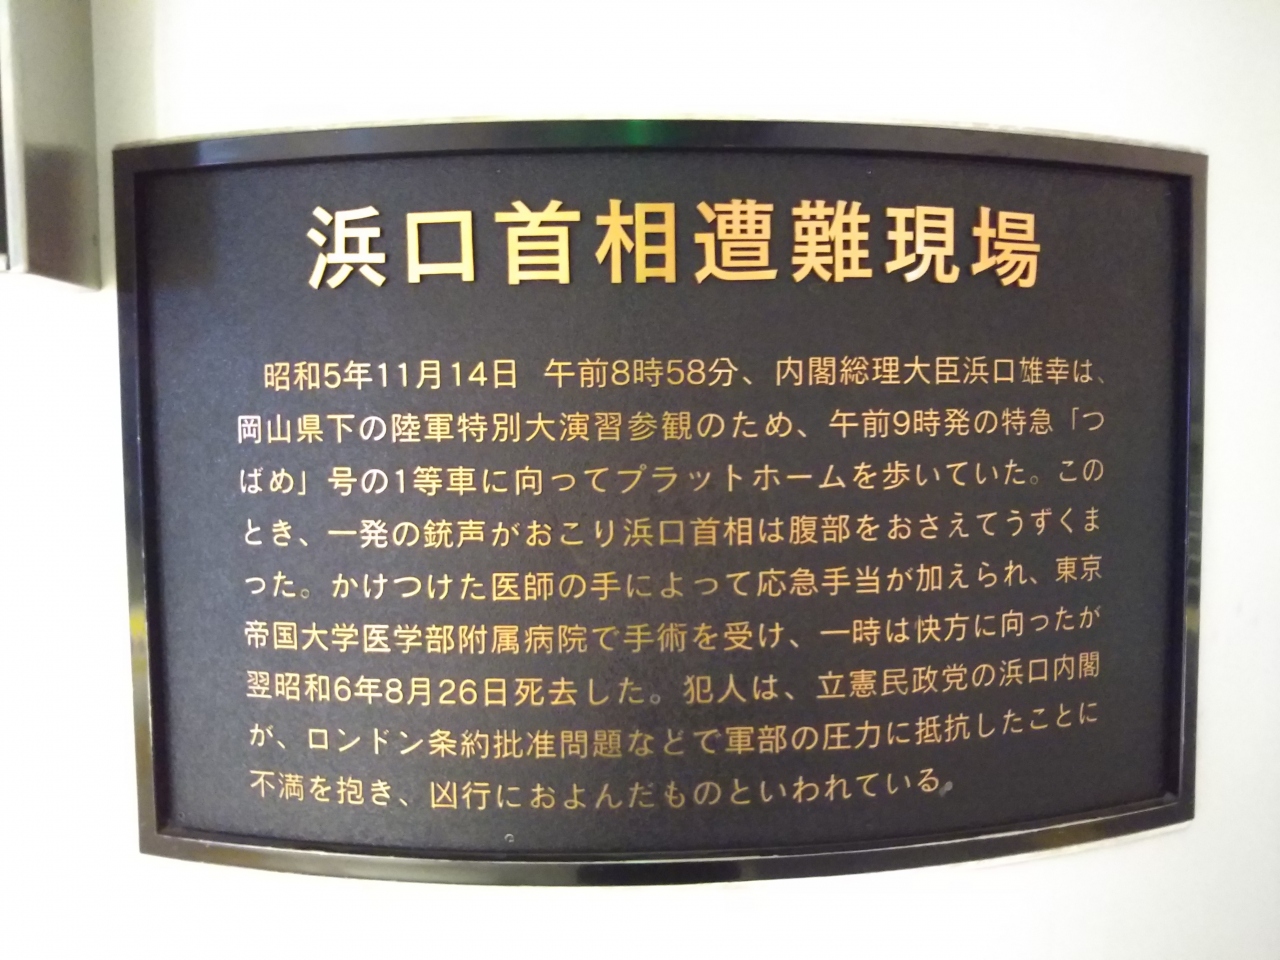 浜口首相遭難現場
昭和5年11月14日　午前8時58分、内閣総理大臣浜口雄幸は、
岡山県下の陸軍特別大演習参観のため、午前9時発の特急「つ
ばめ」号の1等車に向ってプラットホームを歩いていた。この
とき、一発の銃声がおこり浜口首相は腹部をおさえてうずくま
った。かけつけた医師の手によって応急手当が加えられ、東京
帝国大学医学部附属病院で手術を受け、一時は快方に向ったが
翌昭和6年8月26日死去した。犯人は、立憲民政党の浜口内閣
が、ロンドン条約批准問題などで軍部の圧力に抵抗したことに
不満を抱き、凶行におよんだものといわれている。